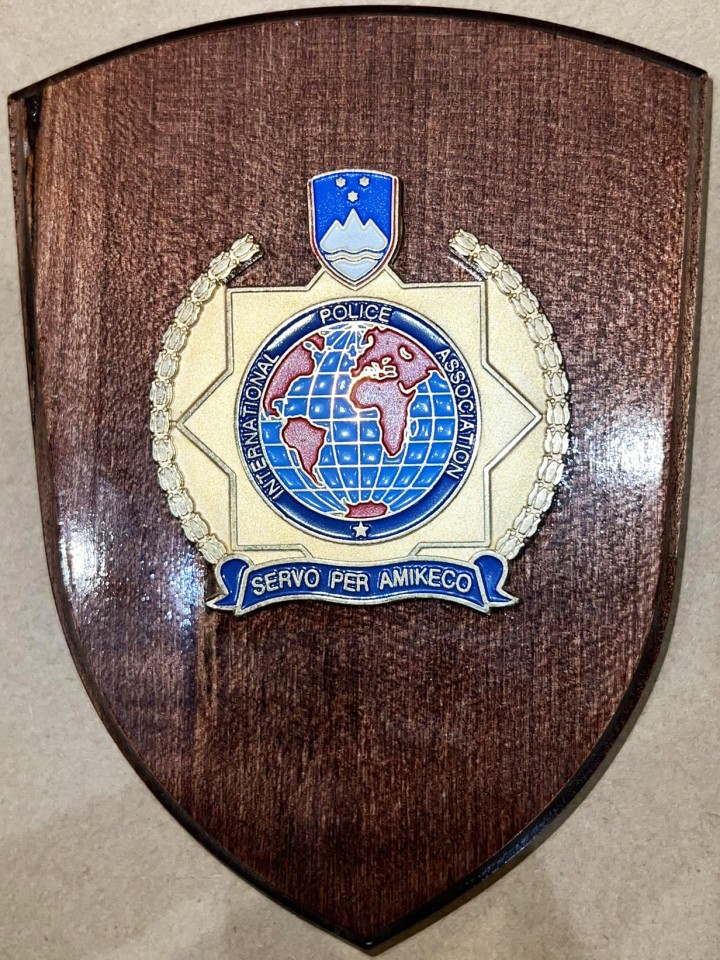 INTERNATIONAL POLICE ASSOCIATION
SERVO PER AMIKECO